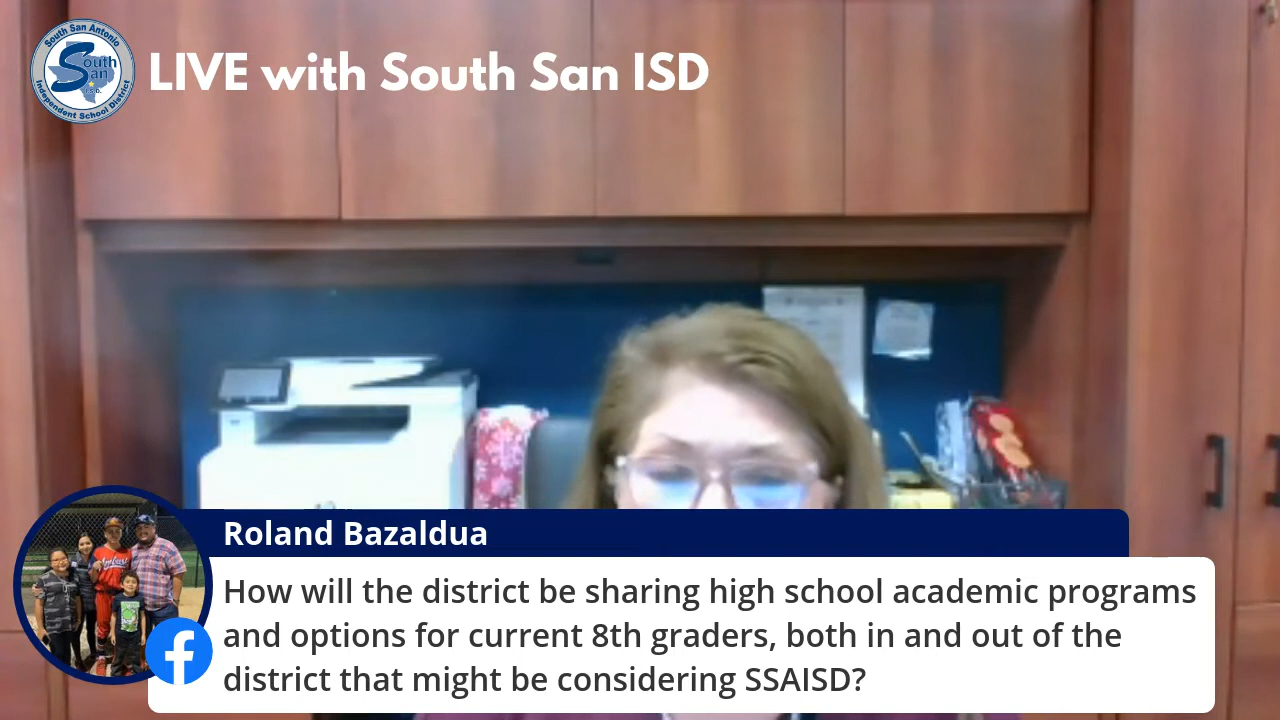 South San Antonio
South
San
I.S.D.
Independent School District
LIVE with South San ISD
Roland Bazaldua
How will the district be sharing high school academic programs
and options for current 8th graders, both in and out of the
district that might be considering SSAISD?